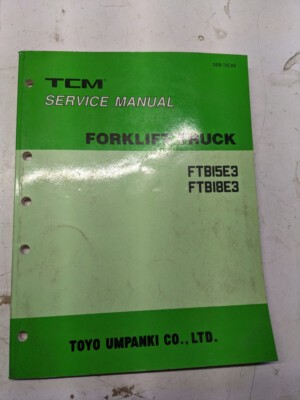 TCM
SERVICE MANUAL
FORKLIFT TRUCK
FTB15E3
FTB18E3
TOYO UMPANKI CO., LTD.